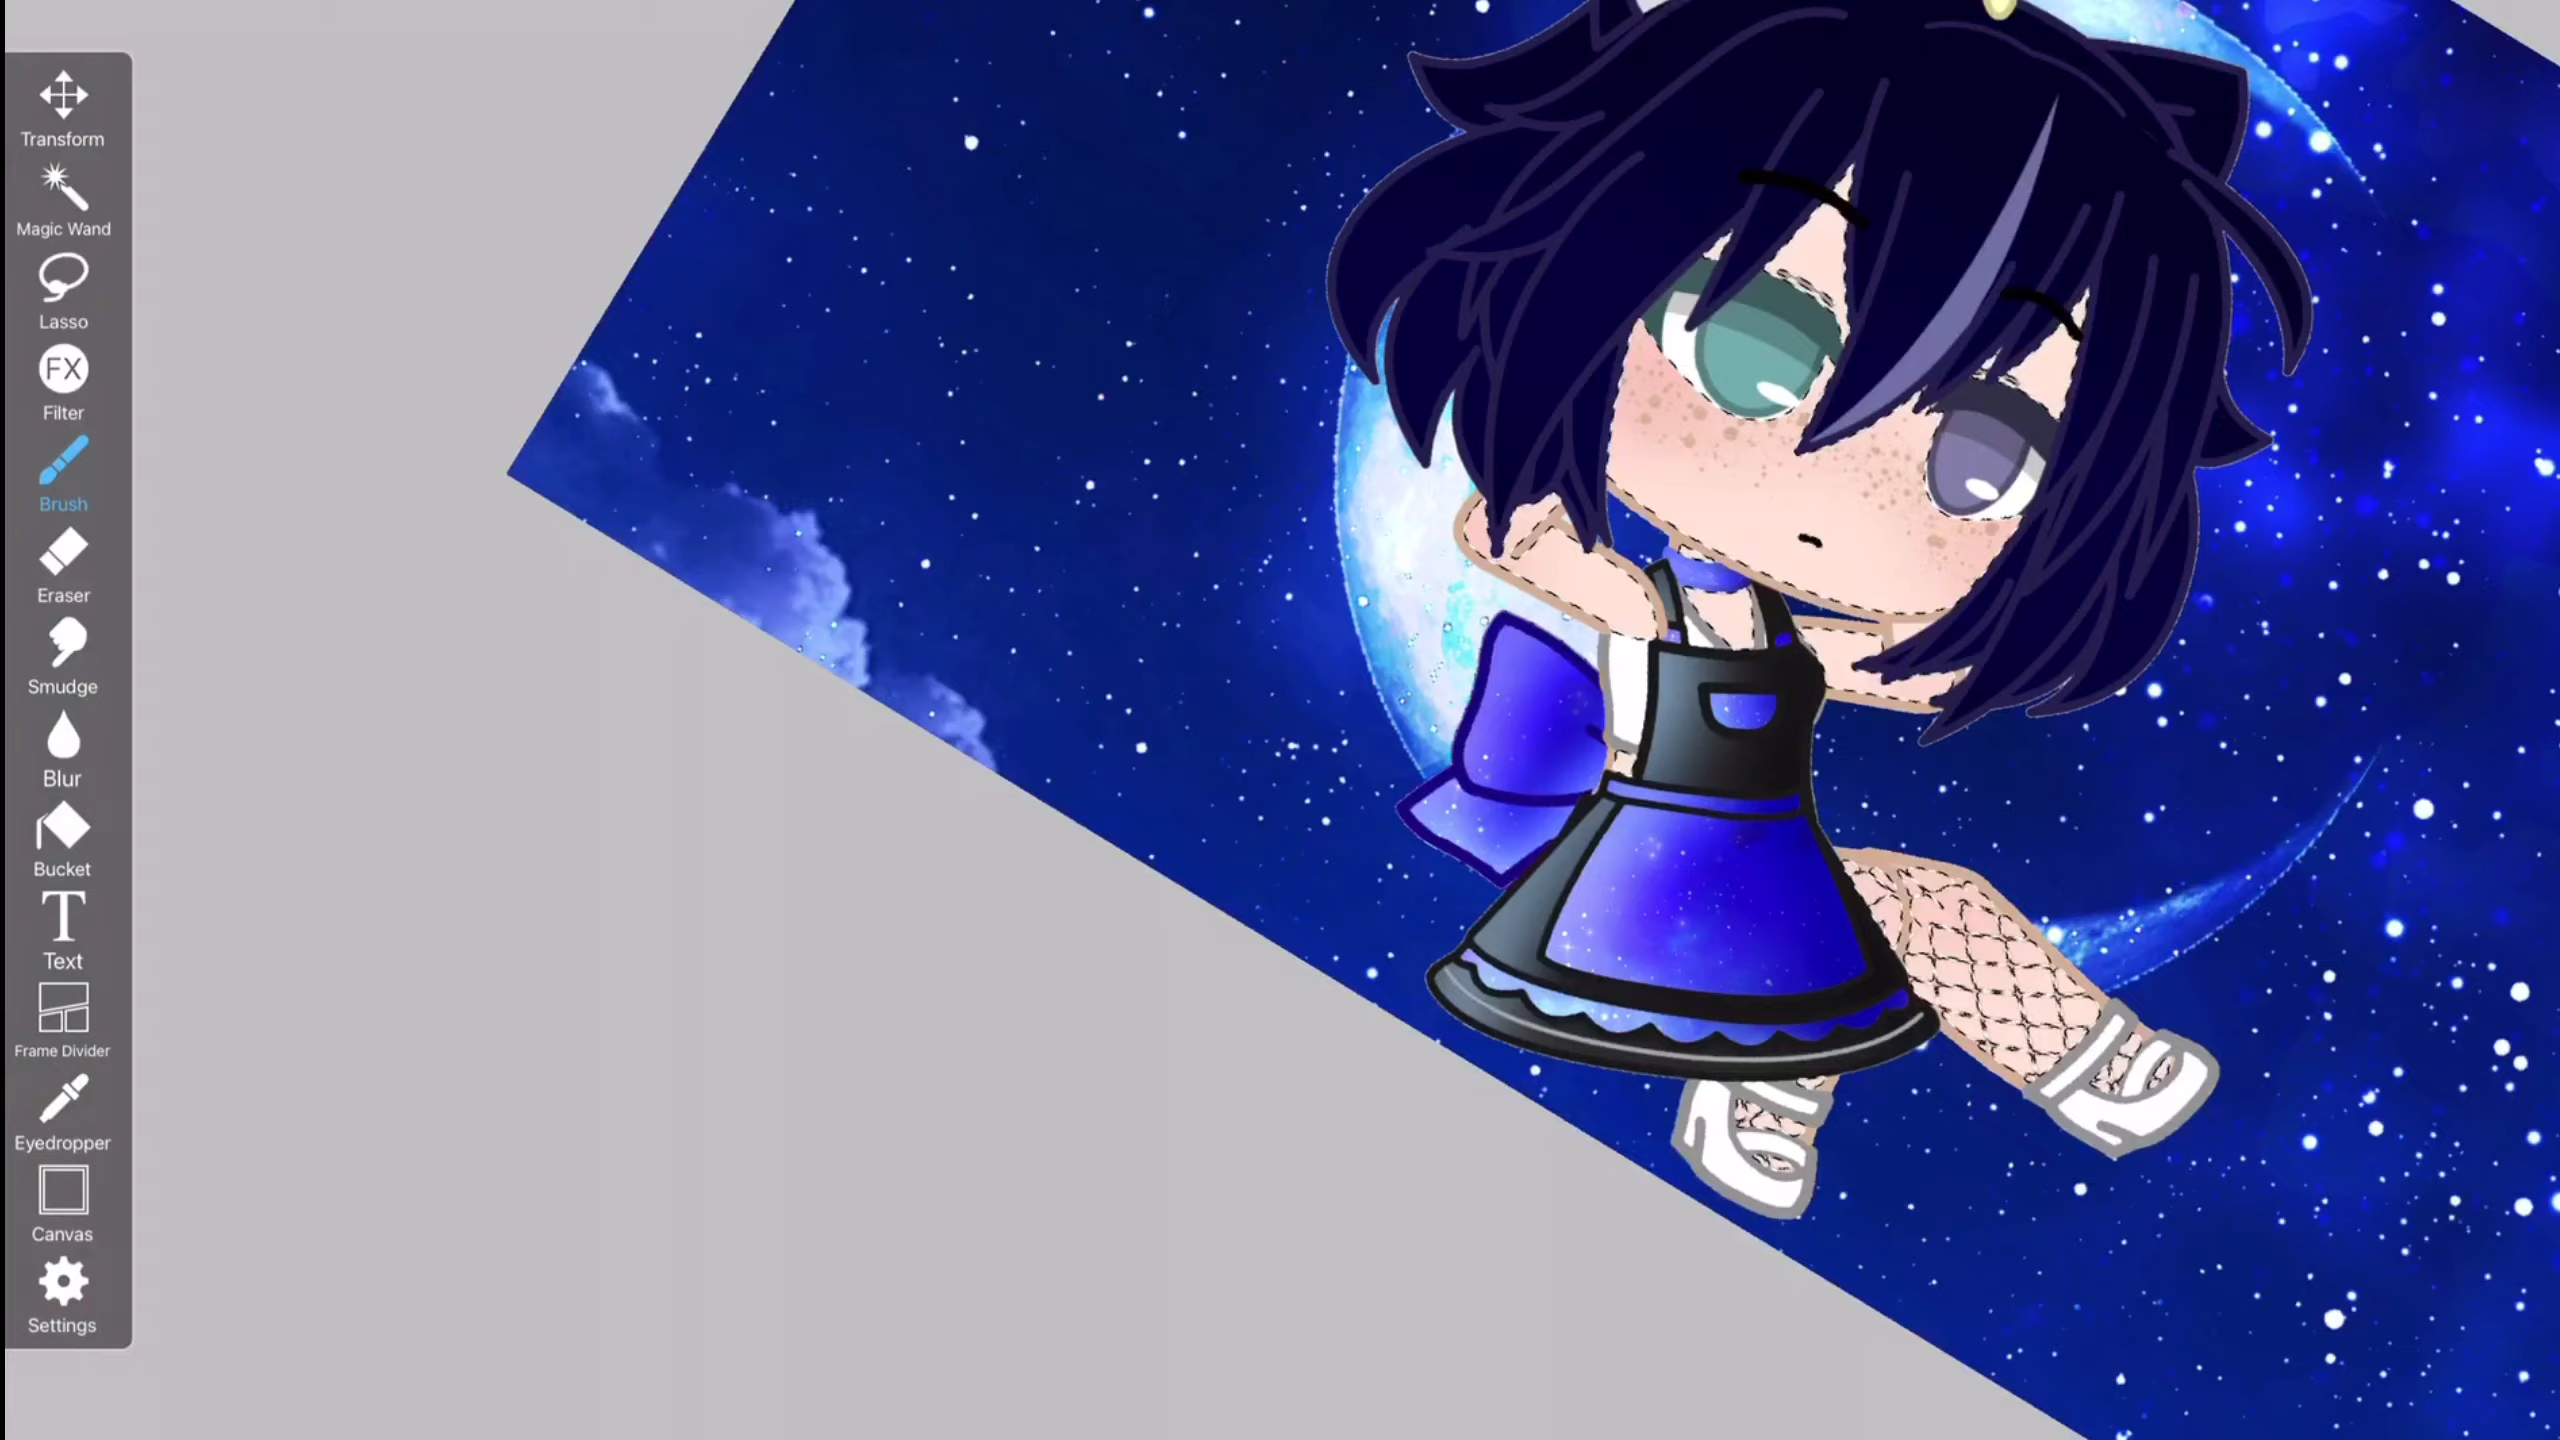 Transform
Magic Wand
Lasso
FX
Filter
Brush
Eraser
Smudge
Blur
Bucket
T
Text
Frame Divider
Eyedropper
Canvas
Settings